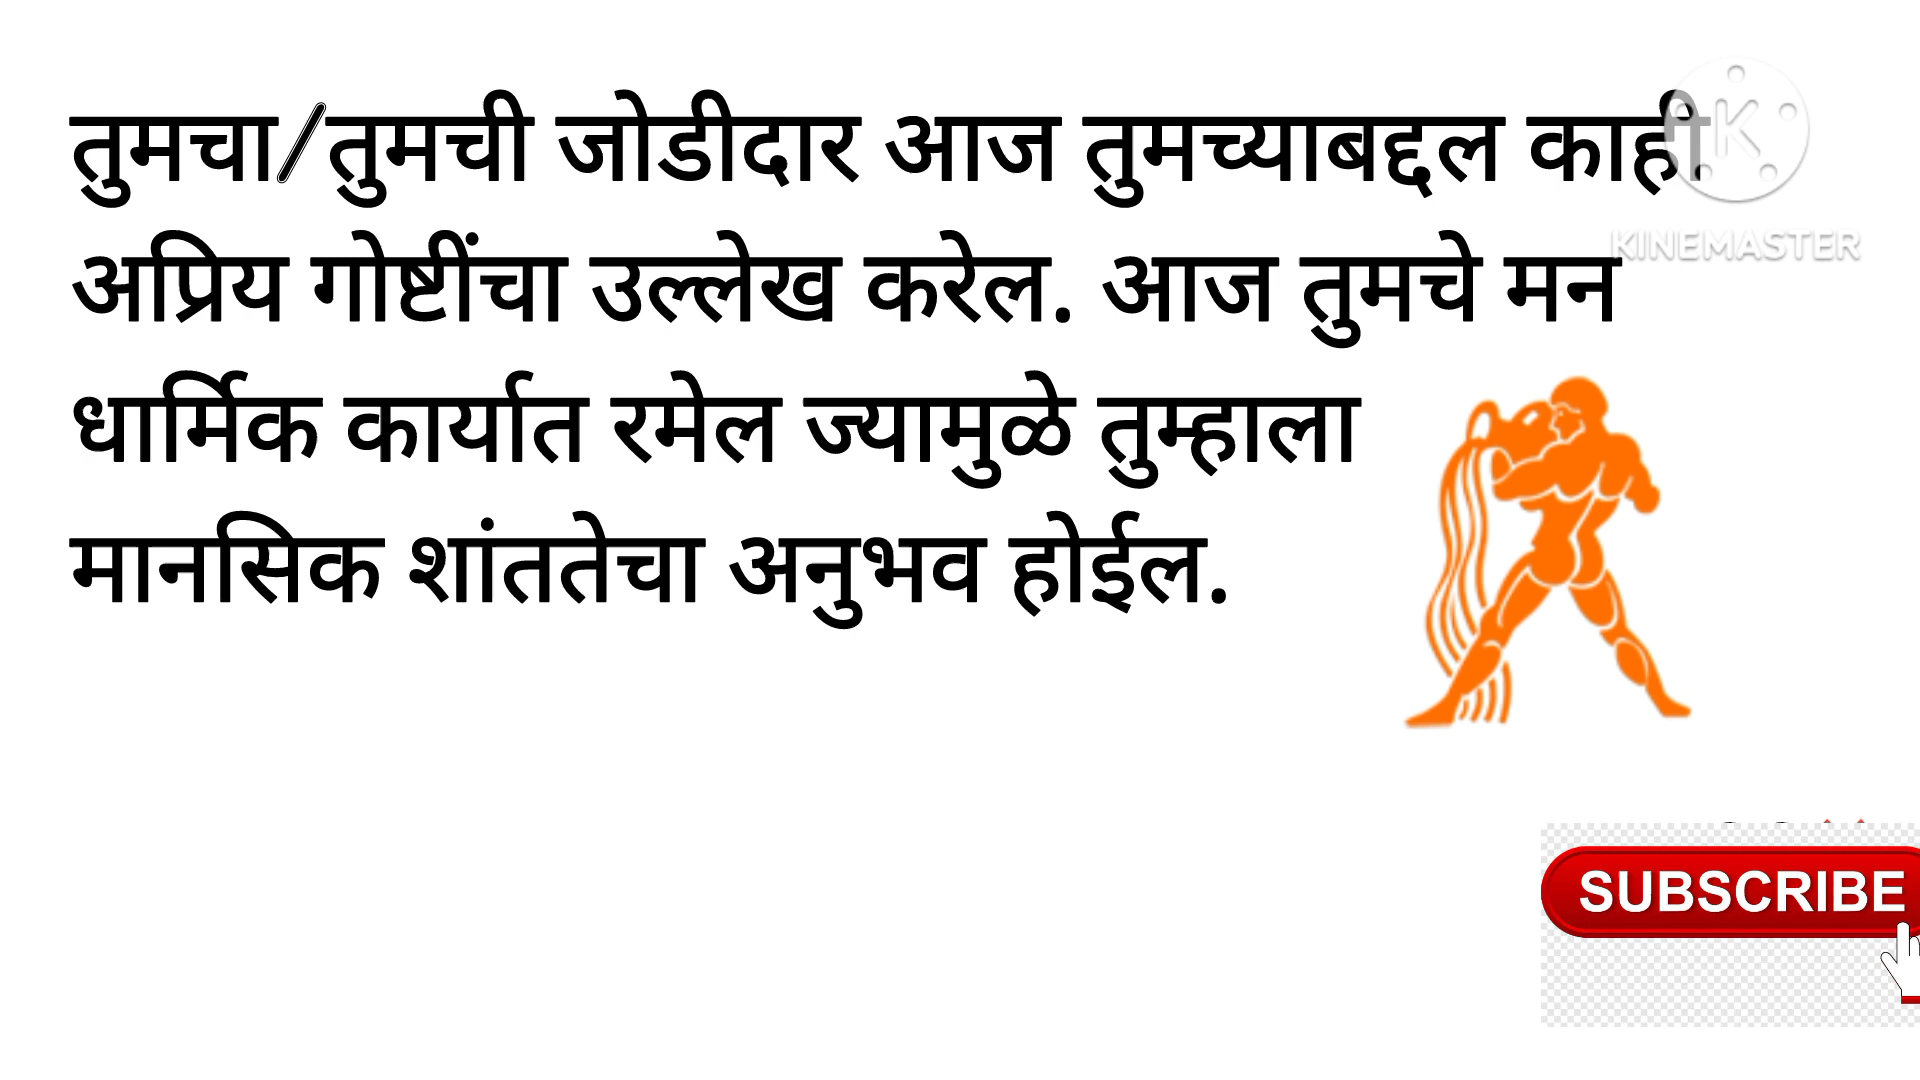 तुमचा/तुमची जोडीदार आज तुमच्याबद्दल काही
अप्रिय गोष्टींचा उल्लेख करेल. आज तुमचे मन
धार्मिक कार्यात रमेल ज्यामुळे तुम्हाला
मानसिक शांततेचा अनुभव होईल.
KINEMASTER
SUBSCRIBE